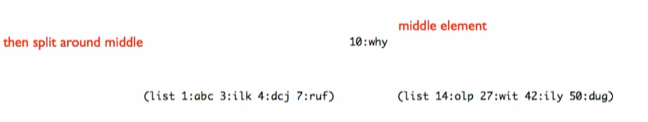 middle element
then split around middle
10:why
(list 1:abc 3:ilk 4:dcj 7:ruf)
(list 14:olp 27:wit 42:ily 50:dug)